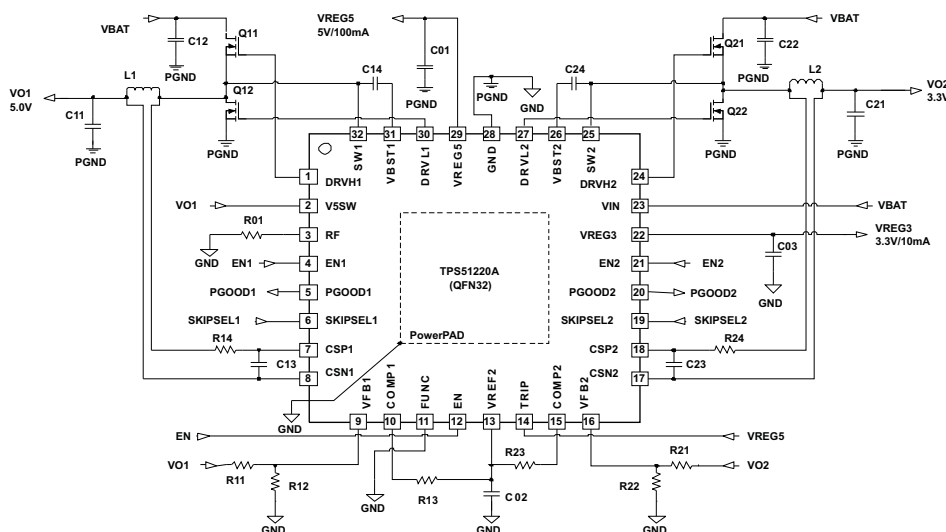 VBAT
C12
Q11
VREG5
5V/100mA
C01
PGND
PGND
GND
Q21
VBAT
C22
PGND
PGND
L1
VO1
5.0V
C11
PGND
Q12
PGND
C14
C24
Q22
PGND
L2
VO2
3.3V
C21
PGND
32
31
30
29
28
27
26
25
SW1
VBST1
DRVL1
VREG5
GND
DRVL2
VBST2
SW2
1
DRVH1
DRVH2
24
VO1
2
V5SW
VIN
23
VBAT
R01
GND
3
RF
VREG3
22
VREG3
3.3V/10mA
C03
GND
EN1
4
EN1
EN2
21
EN2
PGOOD1
5
PGOOD1
PGOOD2
20
PGOOD2
SKIPSEL1
6
SKIPSEL1
SKIPSEL2
19
SKIPSEL2
TPS51220A
(QFN32)
PowerPAD
R14
7
CSP1
CSP2
18
R24
C13
8
CSN1
CSN2
17
C23
GND
VFB1
COMP1
FUNC
EN
VREF2
TRIP
COMP2
VFB2
9
10
11
12
13
14
15
16
EN
VREG5
VO1
R11
R12
GND
GND
R13
R23
C02
GND
R21
VO2
R22
GND